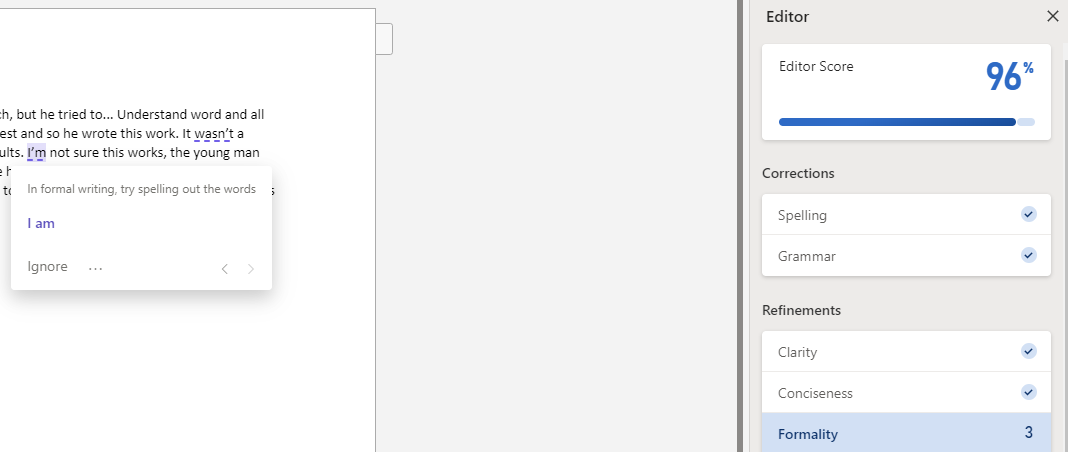 ch, but he tried to... Understand word and all
est and so he wrote this work. It wasn't a
ults. I'm not sure this works, the young man
In formal writing, try spelling out the words
I am
Ignore ...
Editor
Editor Score
96%
Corrections
Spelling
Grammar
Refinements
Clarity
Conciseness
Formality 3